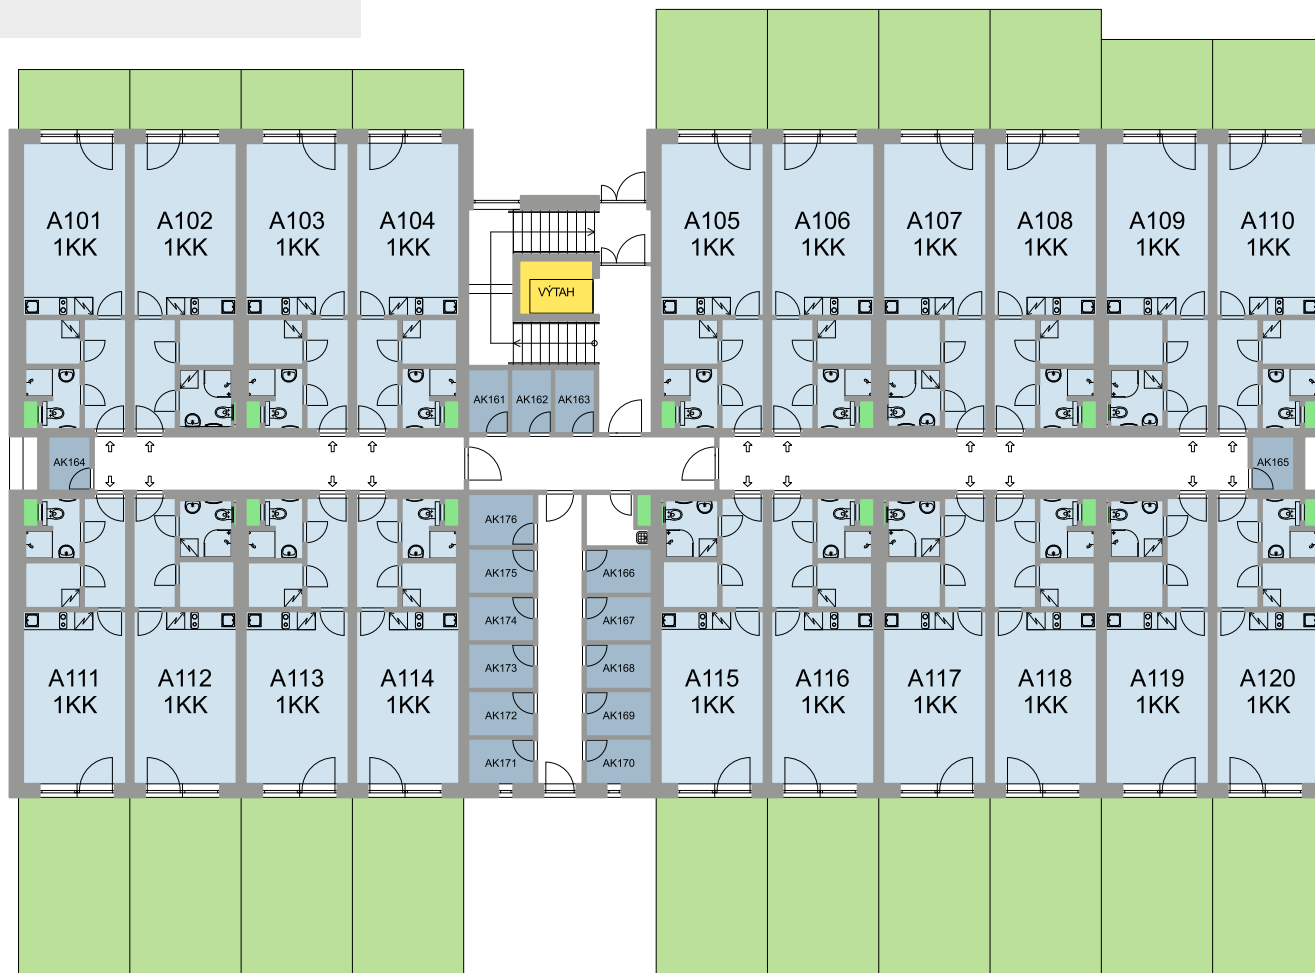 A101
1KK
A102
1KK
A103
1KK
A104
1KK
A105
1KK
A106
1KK
A107
1KK
A108
1KK
A109
1KK
A110
1KK
VÝTAH
AK161
AK162
AK163
AK164
AK165
AK176
AK175
AK166
AK174
AK167
AK173
AK168
AK172
AK169
AK171
AK170
A111
1KK
A112
1KK
A113
1KK
A114
1KK
A115
1KK
A116
1KK
A117
1KK
A118
1KK
A119
1KK
A120
1KK